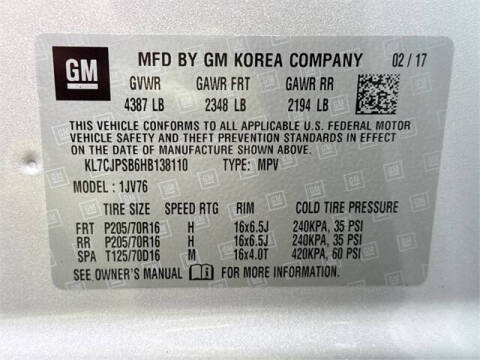 GM MFD BY GM KOREA COMPANY 02 / 17
GVWR GAWR FRT GAWR RR
4387 LB 2348 LB 2194 LB
THIS VEHICLE CONFORMS TO ALL APPLICABLE U.S. FEDERAL MOTOR
VEHICLE SAFETY AND THEFT PREVENTION STANDARDS IN EFFECT
ON THE DATE OF MANUFACTURE SHOWN ABOVE.
KL7CJPSB6HB138110 TYPE: MPV
MODEL : 1JV76
TIRE SIZE SPEED RTG RIM COLD TIRE PRESSURE
FRT P205/70R16 H 16x6.5J 240KPA, 35 PSI
RR P205/70R16 H 16x6.5J 240KPA, 35 PSI
SPA T125/70D16 M 16x4.0T 420KPA, 60 PSI
SEE OWNER'S MANUAL FOR MORE INFORMATION.